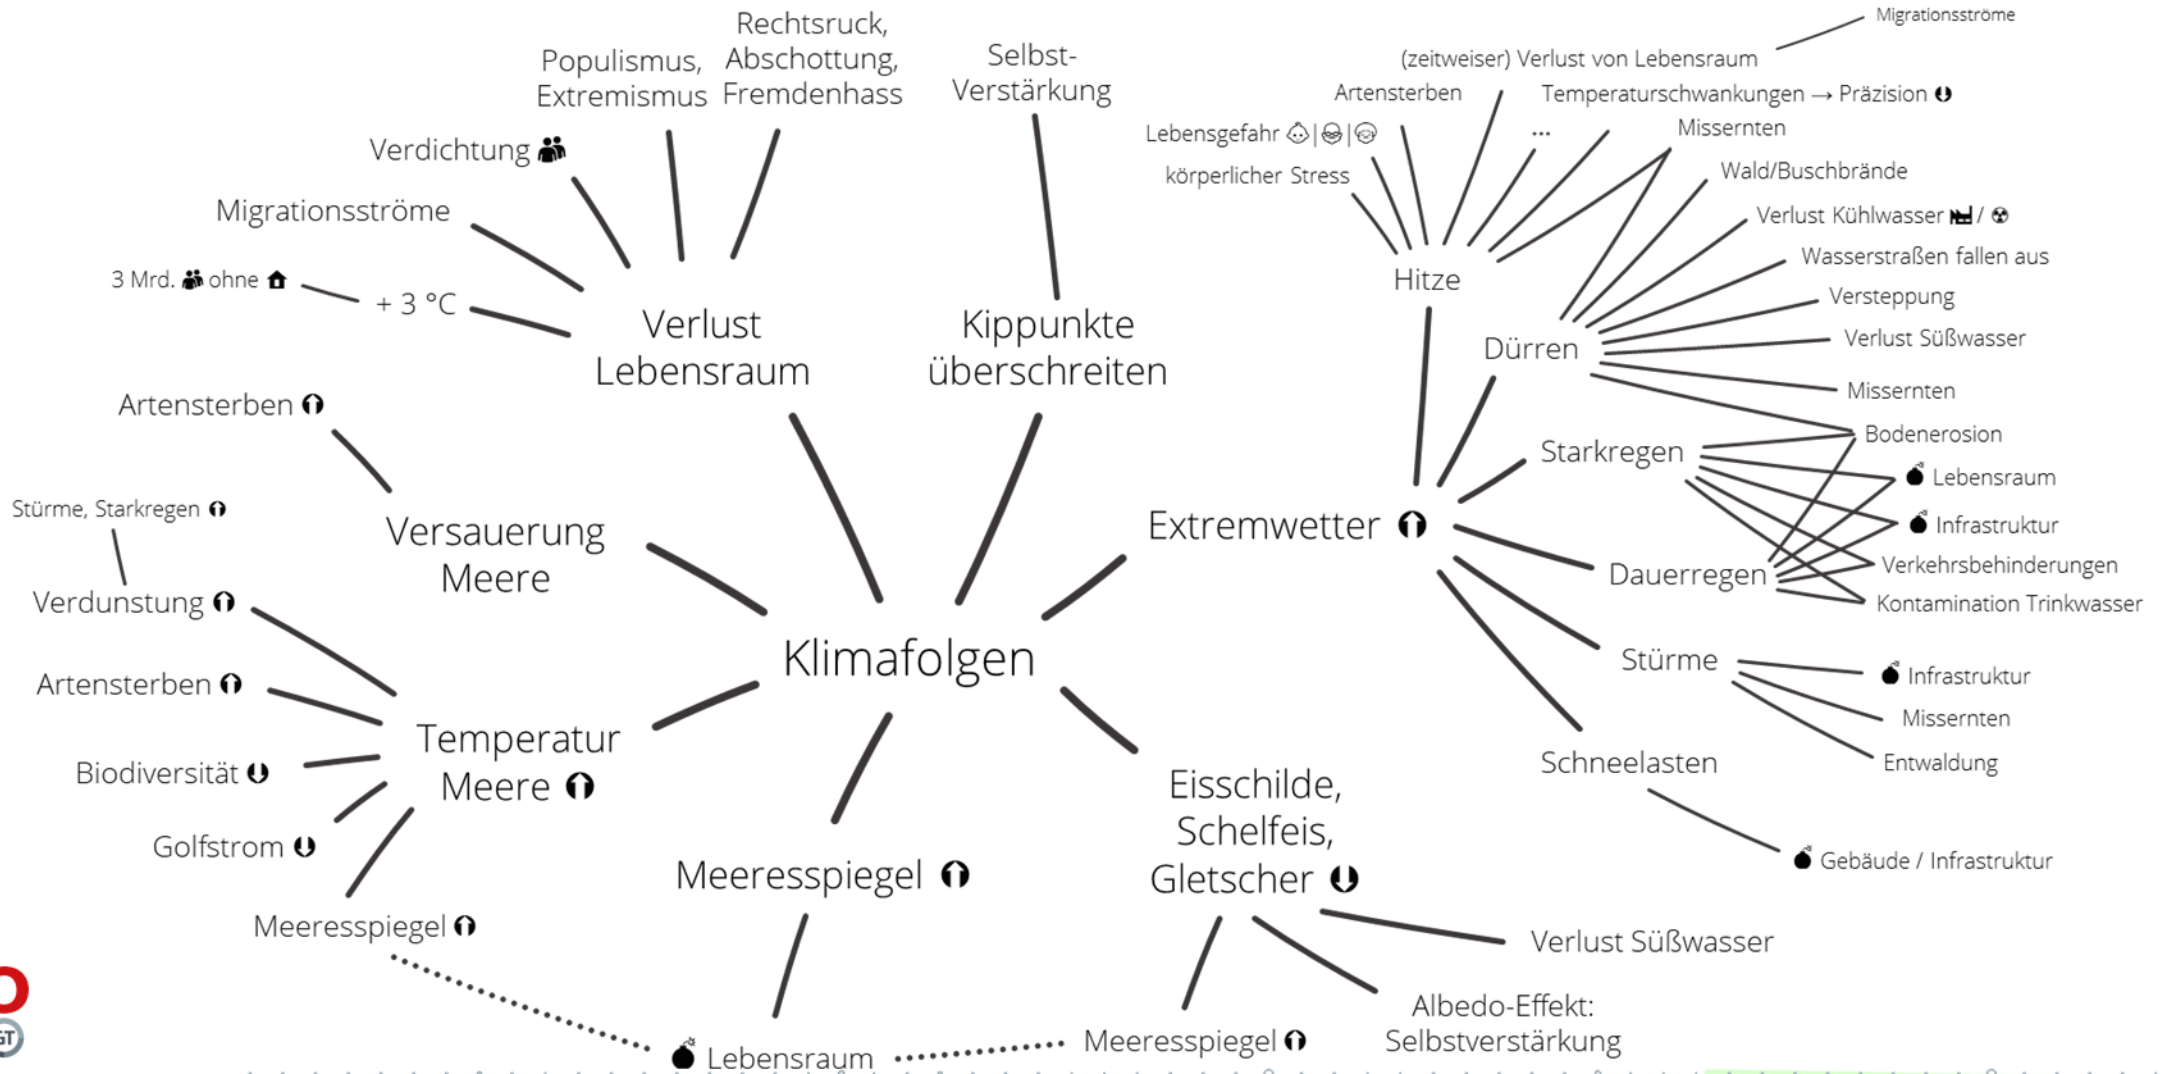 Rechtsruck,
Abschottung,
Fremdenhass
Populismus,
Extremismus
Selbst-
Verstärkung
Verdichtung
Migrationsströme
3 Mrd. ohne
+ 3 °C
Verlust
Lebensraum
Kippunkte
überschreiten
Migrationsströme
(zeitweiser) Verlust von Lebensraum
Artensterben
Temperaturschwankungen → Präzision
Lebensgefahr | |
...
Missernten
körperlicher Stress
Wald/Buschbrände
Verlust Kühlwasser /
Wasserstraßen fallen aus
Hitze
Versteppung
Dürren
Verlust Süßwasser
Missernten
Bodenerosion
Starkregen
Lebensraum
Extremwetter
Infrastruktur
Dauerregen
Verkehrsbehinderungen
Kontamination Trinkwasser
Stürme
Infrastruktur
Missernten
Schneelasten
Entwaldung
Gebäude / Infrastruktur
Artensterben
Versauerung
Meere
Stürme, Starkregen
Verdunstung
Klimafolgen
Artensterben
Temperatur
Meere
Biodiversität
Golfstrom
Meeresspiegel
Meeresspiegel
Lebensraum
Eisschilde,
Schelfeis,
Gletscher
Verlust Süßwasser
Albedo-Effekt:
Selbstverstärkung
Meeresspiegel